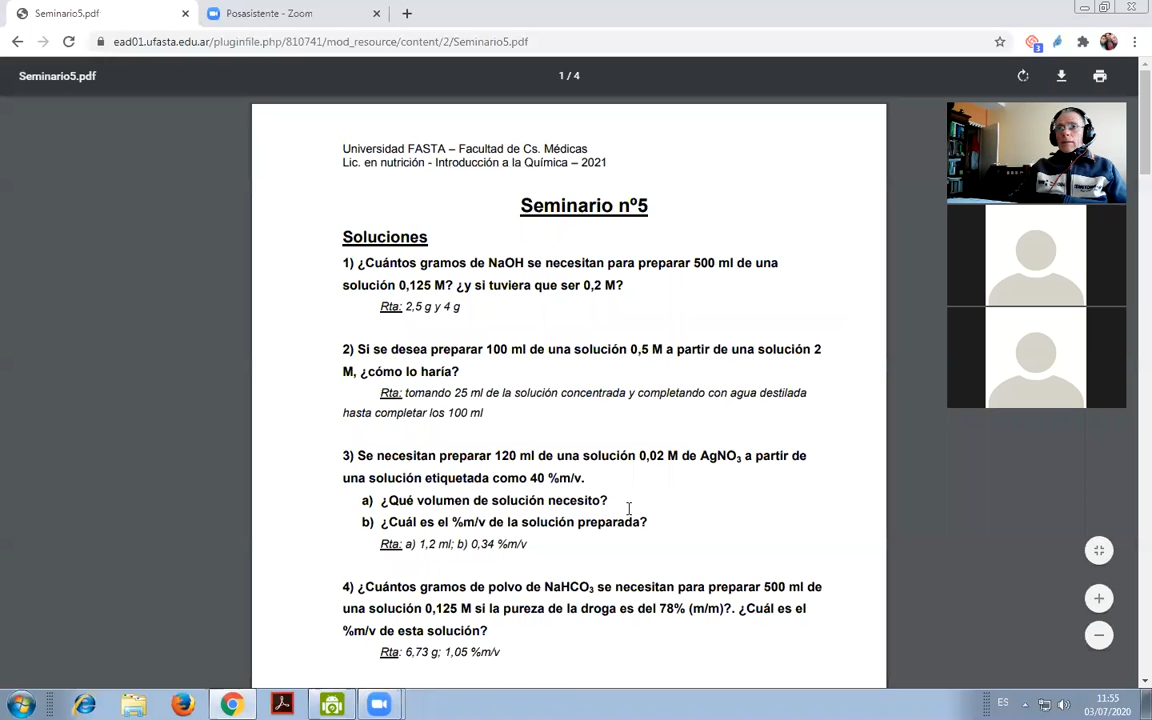 Seminario5.pdf
Posasistente - Zoom
ead01.ufasta.edu.ar/pluginfile.php/810741/mod_resource/content/2/Seminario5.pdf
3
Seminario5.pdf
1 / 4
Universidad FASTA – Facultad de Cs. Médicas
Lic. en nutrición - Introducción a la Química – 2021
Seminario nº5
Soluciones
1) ¿Cuántos gramos de NaOH se necesitan para preparar 500 ml de una
solución 0,125 M? ¿y si tuviera que ser 0,2 M?
Rta: 2,5 g y 4 g
2) Si se desea preparar 100 ml de una solución 0,5 M a partir de una solución 2
M, ¿cómo lo haría?
Rta: tomando 25 ml de la solución concentrada y completando con agua destilada
hasta completar los 100 ml
3) Se necesitan preparar 120 ml de una solución 0,02 M de AgNO₃ a partir de
una solución etiquetada como 40 %m/v.
a) ¿Qué volumen de solución necesito?
b) ¿Cuál es el %m/v de la solución preparada?
Rta: a) 1,2 ml; b) 0,34 %m/v
4) ¿Cuántos gramos de polvo de NaHCO₃ se necesitan para preparar 500 ml de
una solución 0,125 M si la pureza de la droga es del 78% (m/m)?. ¿Cuál es el
%m/v de esta solución?
Rta: 6,73 g; 1,05 %m/v
ES
11:55
03/07/2020